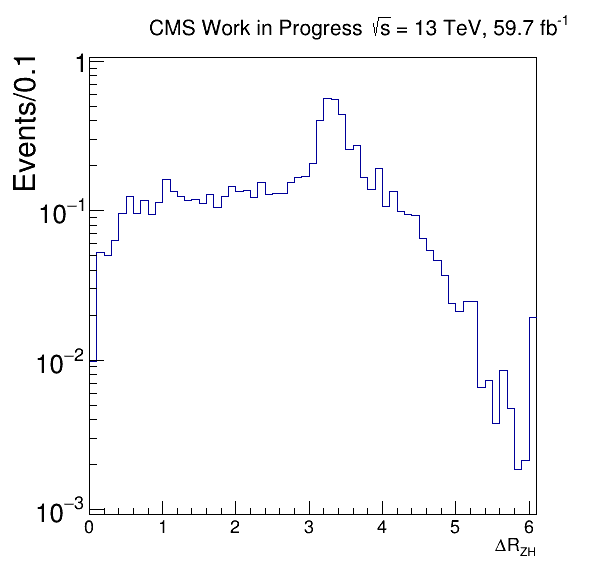 CMS Work in Progress √s = 13 TeV, 59.7 fb⁻¹
Events/0.1
1
10⁻¹
10⁻²
10⁻³
0 1 2 3 4 5 6
ΔR_ZH